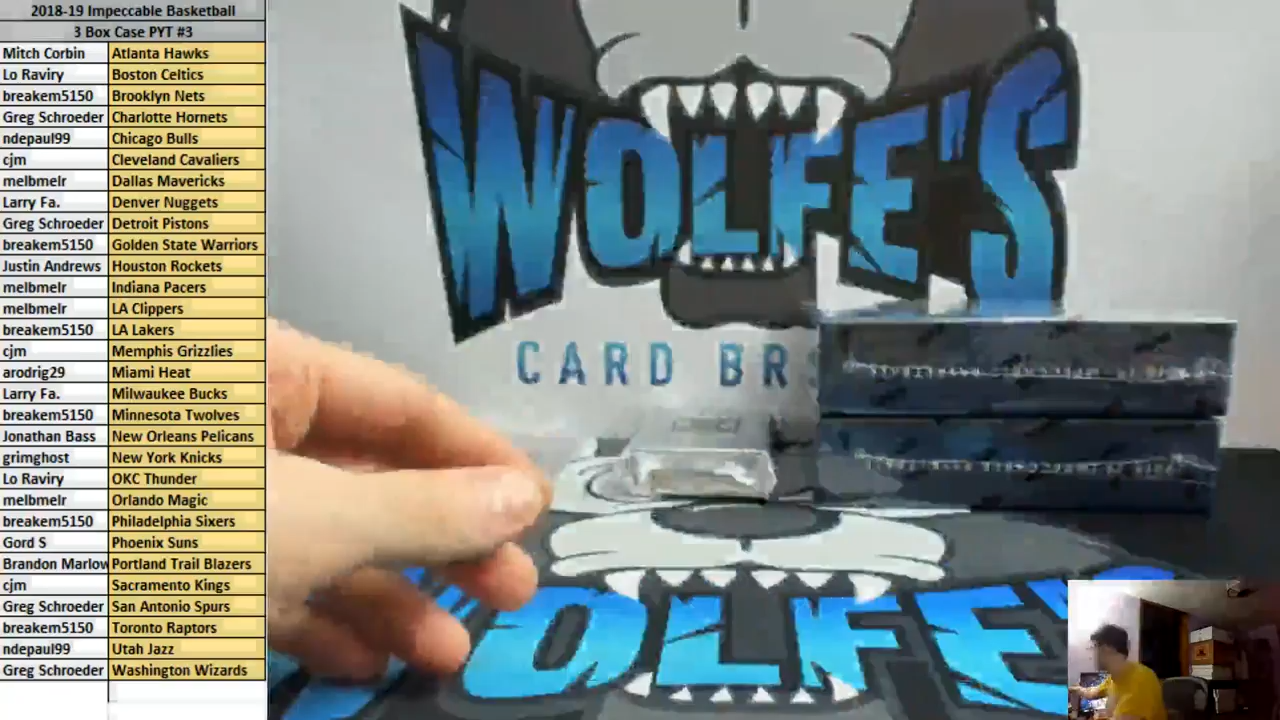 2018-19 Impeccable Basketball
3 Box Case PYT #3
Mitch Corbin Atlanta Hawks
Lo Raviry Boston Celtics
breakem5150 Brooklyn Nets
Greg Schroeder Charlotte Hornets
ndepaul99 Chicago Bulls
cjm Cleveland Cavaliers
melbmelr Dallas Mavericks
Larry Fa. Denver Nuggets
Greg Schroeder Detroit Pistons
breakem5150 Golden State Warriors
Justin Andrews Houston Rockets
melbmelr Indiana Pacers
melbmelr LA Clippers
breakem5150 LA Lakers
cjm Memphis Grizzlies
arodrig29 Miami Heat
Larry Fa. Milwaukee Bucks
breakem5150 Minnesota Twolves
Jonathan Bass New Orleans Pelicans
grimghost New York Knicks
Lo Raviry OKC Thunder
melbmelr Orlando Magic
breakem5150 Philadelphia Sixers
Gord S Phoenix Suns
Brandon Marlow Portland Trail Blazers
cjm Sacramento Kings
Greg Schroeder San Antonio Spurs
breakem5150 Toronto Raptors
ndepaul99 Utah Jazz
Greg Schroeder Washington Wizards
WOLFE'S
CARD BR
WOLFE'S